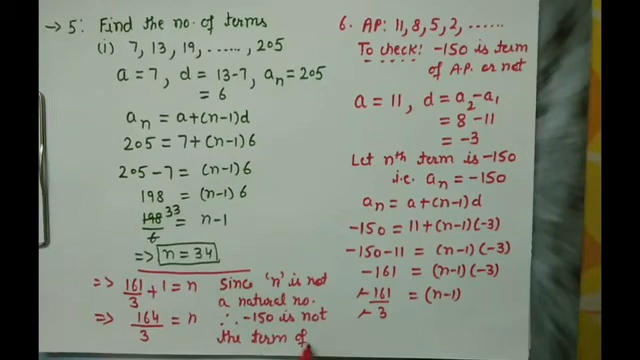 → 5: Find the no. of terms
(i) 7, 13, 19, ......, 205
a = 7, d = 13-7, aₙ = 205
= 6
aₙ = a+(n-1)d
205 = 7+(n-1)6
205-7 = (n-1)6
198 = (n-1)6
198/6 33 = n-1
=> n = 34
6. AP: 11, 8, 5, 2, ......
To check! -150 is term
of A.P. or not
a = 11, d = a₂-a₁
= 8-11
= -3
Let nth term is -150
i.e. aₙ = -150
aₙ = a+(n-1)d
-150 = 11+(n-1)(-3)
-150-11 = (n-1)(-3)
-161 = (n-1)(-3)
-161/-3 = (n-1)
=> 161/3 + 1 = n
=> 164/3 = n
Since 'n' is not
a natural no.
∴ -150 is not
the term of